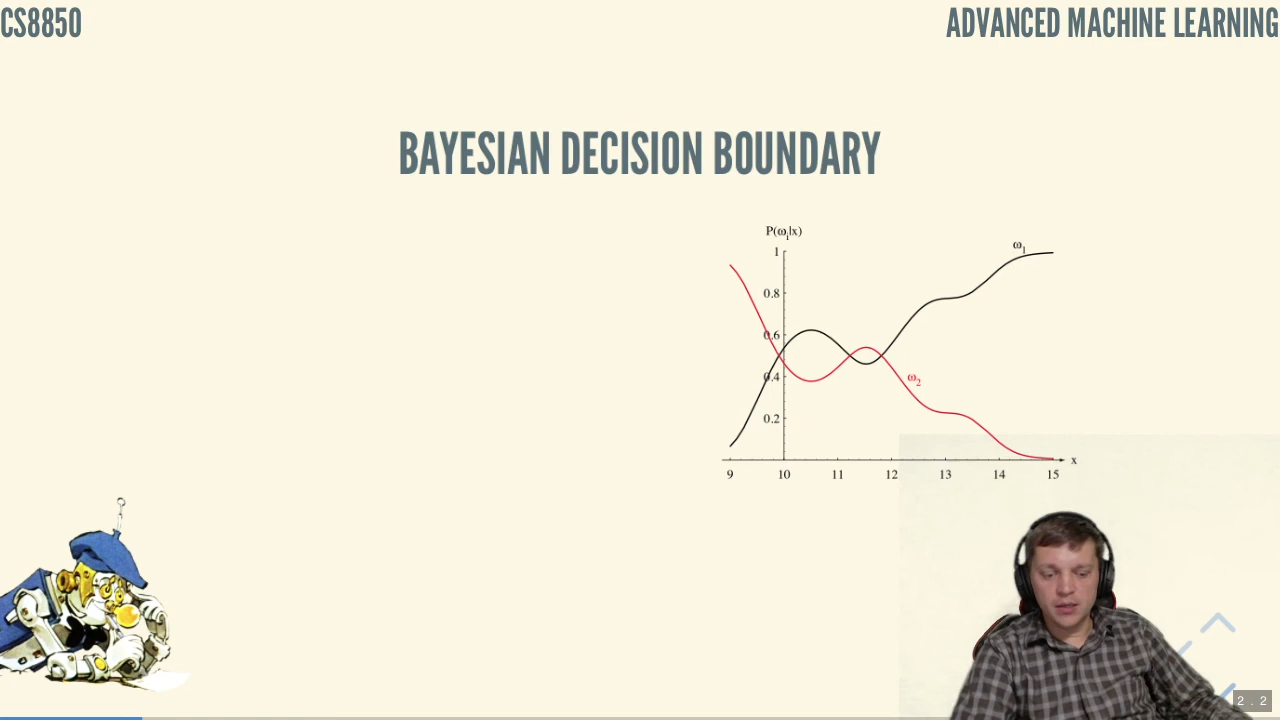 CS8850
ADVANCED MACHINE LEARNING
BAYESIAN DECISION BOUNDARY
P(ωi|x)
1
ω1
0.8
0.6
0.4
ω2
0.2
x
9 10 11 12 13 14 15
2 . 2